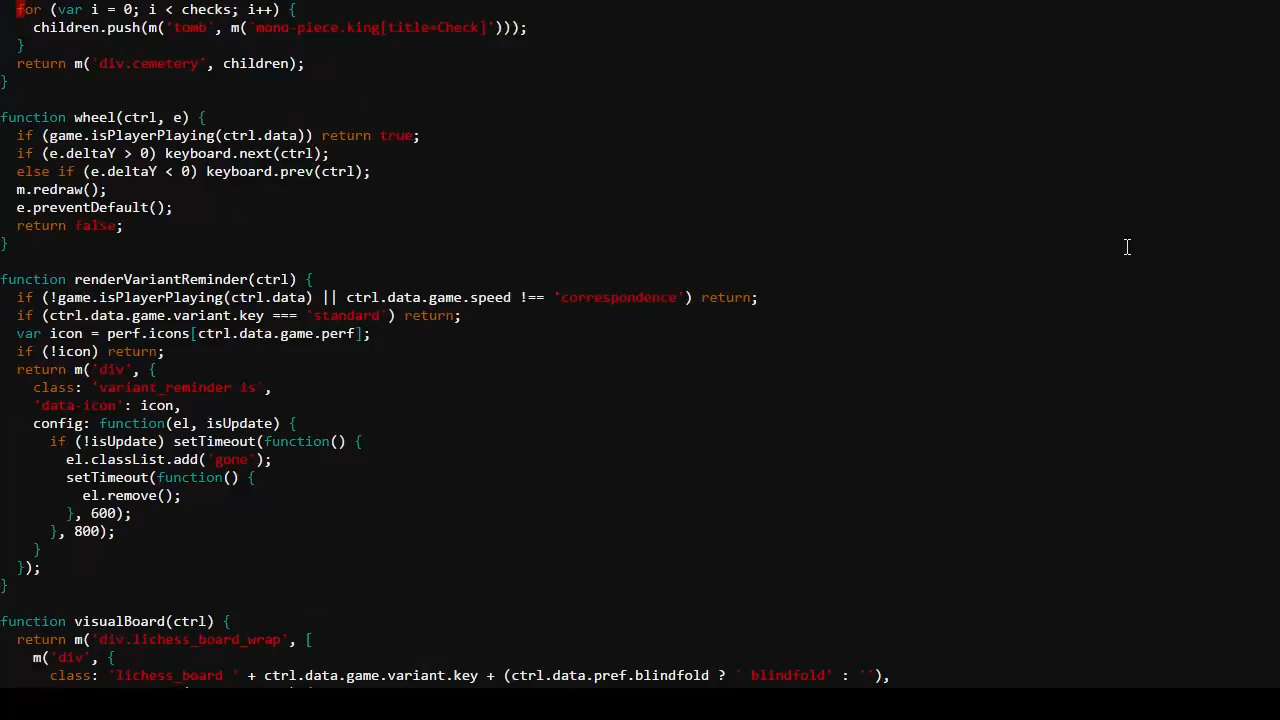 for (var i = 0; i < checks; i++) {
    children.push(m('tomb', m('mono-piece.king[title=Check]')));
  }
  return m('div.cemetery', children);
}

function wheel(ctrl, e) {
  if (game.isPlayerPlaying(ctrl.data)) return true;
  if (e.deltaY > 0) keyboard.next(ctrl);
  else if (e.deltaY < 0) keyboard.prev(ctrl);
  m.redraw();
  e.preventDefault();
  return false;
}

function renderVariantReminder(ctrl) {
  if (!game.isPlayerPlaying(ctrl.data) || ctrl.data.game.speed !== 'correspondence') return;
  if (ctrl.data.game.variant.key === 'standard') return;
  var icon = perf.icons[ctrl.data.game.perf];
  if (!icon) return;
  return m('div', {
    class: 'variant_reminder is',
    'data-icon': icon,
    config: function(el, isUpdate) {
      if (!isUpdate) setTimeout(function() {
        el.classList.add('gone');
        setTimeout(function() {
          el.remove();
        }, 600);
      }, 800);
    }
  });
}

function visualBoard(ctrl) {
  return m('div.lichess_board_wrap', [
    m('div', {
      class: 'lichess_board ' + ctrl.data.game.variant.key + (ctrl.data.pref.blindfold ? ' blindfold' : ''),